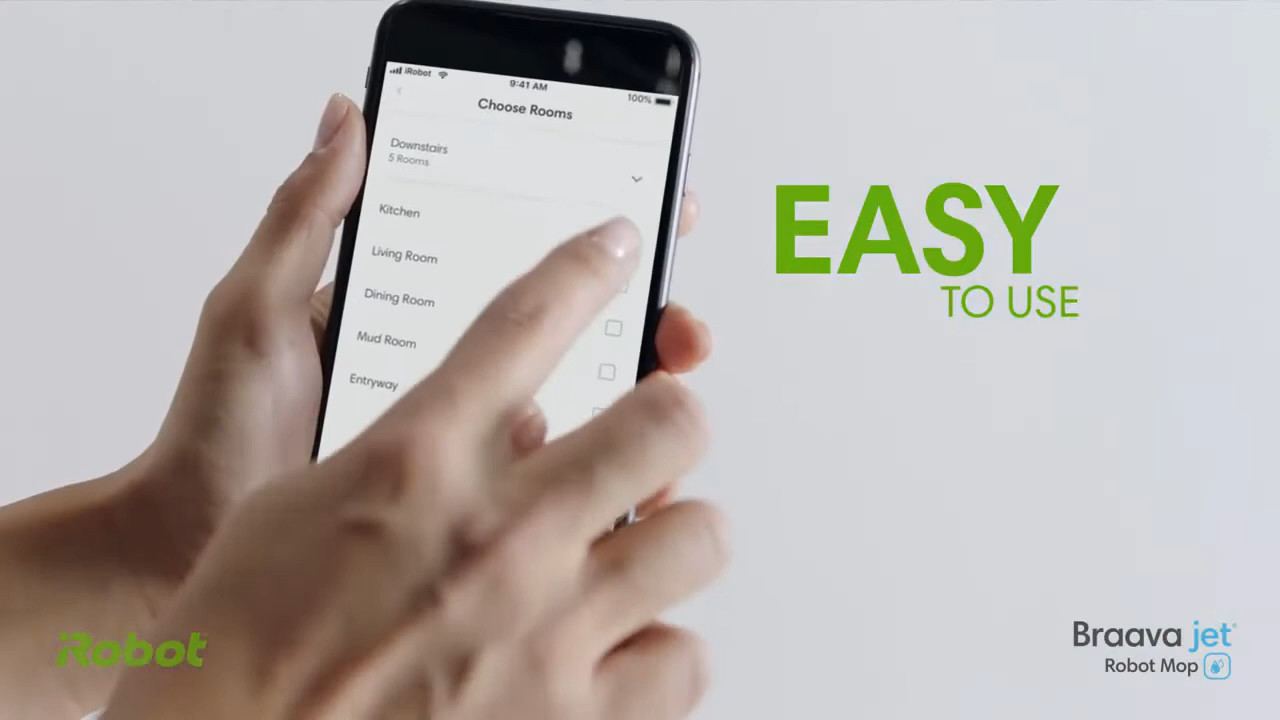 iRobot
9:41 AM
100%
Choose Rooms
Downstairs
5 Rooms
Kitchen
Living Room
Dining Room
Mud Room
Entryway
EASY
TO USE
iRobot
Braava jet®
Robot Mop